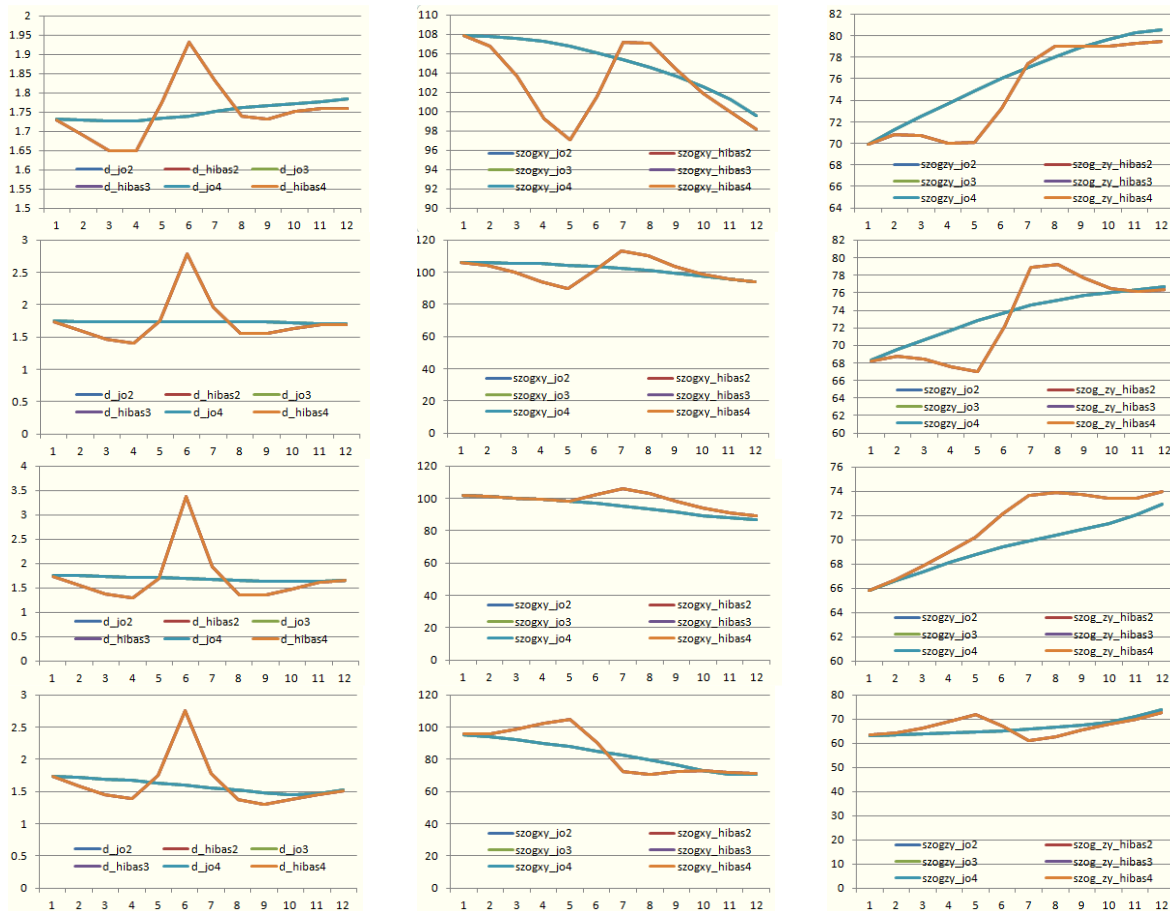 2
1.95
1.9
1.85
1.8
1.75
1.7
1.65
1.6
1.55
1.5
1 2 3 4 5 6 7 8 9 10 11 12
d_jo2 d_hibas2 d_jo3
d_hibas3 d_jo4 d_hibas4
110
108
106
104
102
100
98
96
94
92
90
1 2 3 4 5 6 7 8 9 10 11 12
szogxy_jo2 szogxy_hibas2
szogxy_jo3 szogxy_hibas3
szogxy_jo4 szogxy_hibas4
82
80
78
76
74
72
70
68
66
64
1 2 3 4 5 6 7 8 9 10 11 12
szogzy_jo2 szog_zy_hibas2
szogzy_jo3 szog_zy_hibas3
szogzy_jo4 szog_zy_hibas4
3
2.5
2
1.5
1
0.5
0
1 2 3 4 5 6 7 8 9 10 11 12
d_jo2 d_hibas2 d_jo3
d_hibas3 d_jo4 d_hibas4
120
100
80
60
40
20
0
1 2 3 4 5 6 7 8 9 10 11 12
szogxy_jo2 szogxy_hibas2
szogxy_jo3 szogxy_hibas3
szogxy_jo4 szogxy_hibas4
82
80
78
76
74
72
70
68
66
64
62
60
1 2 3 4 5 6 7 8 9 10 11 12
szogzy_jo2 szog_zy_hibas2
szogzy_jo3 szog_zy_hibas3
szogzy_jo4 szog_zy_hibas4
4
3.5
3
2.5
2
1.5
1
0.5
0
1 2 3 4 5 6 7 8 9 10 11 12
d_jo2 d_hibas2 d_jo3
d_hibas3 d_jo4 d_hibas4
120
100
80
60
40
20
0
1 2 3 4 5 6 7 8 9 10 11 12
szogxy_jo2 szogxy_hibas2
szogxy_jo3 szogxy_hibas3
szogxy_jo4 szogxy_hibas4
76
74
72
70
68
66
64
62
60
1 2 3 4 5 6 7 8 9 10 11 12
szogzy_jo2 szog_zy_hibas2
szogzy_jo3 szog_zy_hibas3
szogzy_jo4 szog_zy_hibas4
3
2.5
2
1.5
1
0.5
0
1 2 3 4 5 6 7 8 9 10 11 12
d_jo2 d_hibas2 d_jo3
d_hibas3 d_jo4 d_hibas4
120
100
80
60
40
20
0
1 2 3 4 5 6 7 8 9 10 11 12
szogxy_jo2 szogxy_hibas2
szogxy_jo3 szogxy_hibas3
szogxy_jo4 szogxy_hibas4
80
70
60
50
40
30
20
10
0
1 2 3 4 5 6 7 8 9 10 11 12
szogzy_jo2 szog_zy_hibas2
szogzy_jo3 szog_zy_hibas3
szogzy_jo4 szog_zy_hibas4